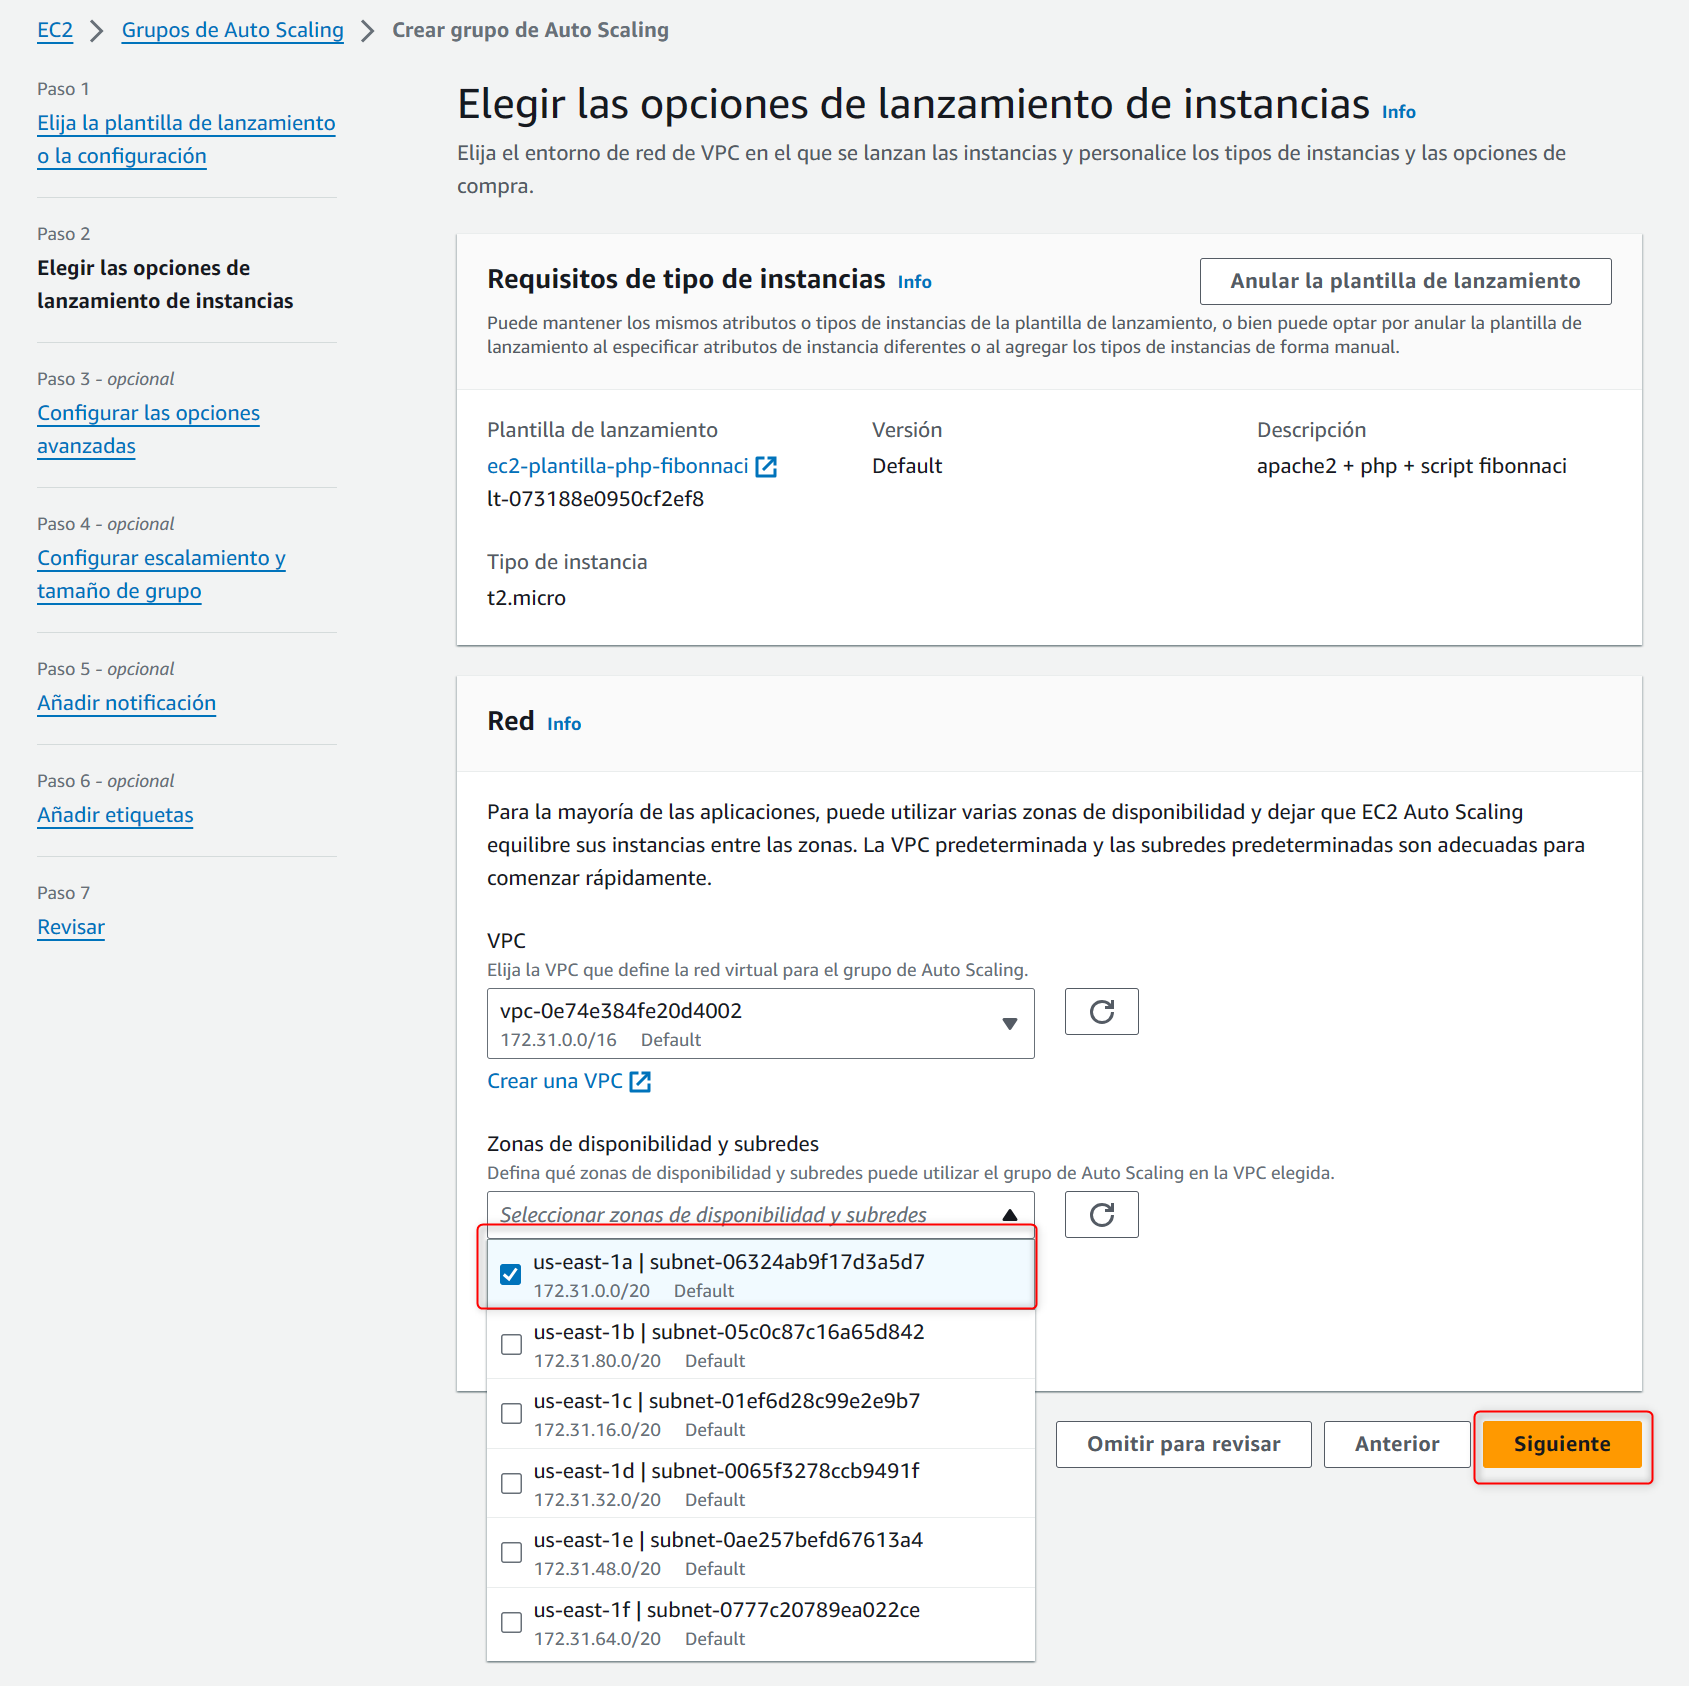 EC2 > Grupos de Auto Scaling > Crear grupo de Auto Scaling
Paso 1
Elija la plantilla de lanzamiento
o la configuración
Paso 2
Elegir las opciones de
lanzamiento de instancias
Paso 3 - opcional
Configurar las opciones
avanzadas
Paso 4 - opcional
Configurar escalamiento y
tamaño de grupo
Paso 5 - opcional
Añadir notificación
Paso 6 - opcional
Añadir etiquetas
Paso 7
Revisar
Elegir las opciones de lanzamiento de instancias Info
Elija el entorno de red de VPC en el que se lanzan las instancias y personalice los tipos de instancias y las opciones de
compra.
Requisitos de tipo de instancias Info
Anular la plantilla de lanzamiento
Puede mantener los mismos atributos o tipos de instancias de la plantilla de lanzamiento, o bien puede optar por anular la plantilla de
lanzamiento al especificar atributos de instancia diferentes o al agregar los tipos de instancias de forma manual.
Plantilla de lanzamiento
ec2-plantilla-php-fibonnaci
lt-073188e0950cf2ef8
Versión
Default
Descripción
apache2 + php + script fibonnaci
Tipo de instancia
t2.micro
Red Info
Para la mayoría de las aplicaciones, puede utilizar varias zonas de disponibilidad y dejar que EC2 Auto Scaling
equilibre sus instancias entre las zonas. La VPC predeterminada y las subredes predeterminadas son adecuadas para
comenzar rápidamente.
VPC
Elija la VPC que define la red virtual para el grupo de Auto Scaling.
vpc-0e74e384fe20d4002
172.31.0.0/16 Default
Crear una VPC
Zonas de disponibilidad y subredes
Defina qué zonas de disponibilidad y subredes puede utilizar el grupo de Auto Scaling en la VPC elegida.
Seleccionar zonas de disponibilidad y subredes
us-east-1a | subnet-06324ab9f17d3a5d7
172.31.0.0/20 Default
us-east-1b | subnet-05c0c87c16a65d842
172.31.80.0/20 Default
us-east-1c | subnet-01ef6d28c99e2e9b7
172.31.16.0/20 Default
us-east-1d | subnet-0065f3278ccb9491f
172.31.32.0/20 Default
us-east-1e | subnet-0ae257befd67613a4
172.31.48.0/20 Default
us-east-1f | subnet-0777c20789ea022ce
172.31.64.0/20 Default
Omitir para revisar
Anterior
Siguiente